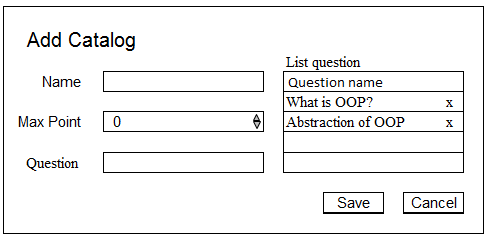 Add Catalog
Name
Max Point
0
Question
List question
Question name
What is OOP? x
Abstraction of OOP x
Save
Cancel